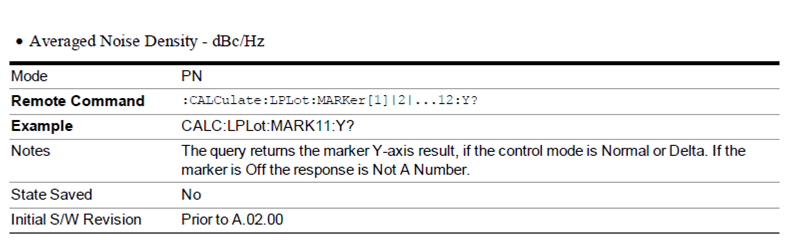 • Averaged Noise Density - dBc/Hz
Mode PN
Remote Command :CALCulate:LPLot:MARKer[1]|2|...12:Y?
Example CALC:LPLot:MARK11:Y?
Notes The query returns the marker Y-axis result, if the control mode is Normal or Delta. If the
marker is Off the response is Not A Number.
State Saved No
Initial S/W Revision Prior to A.02.00